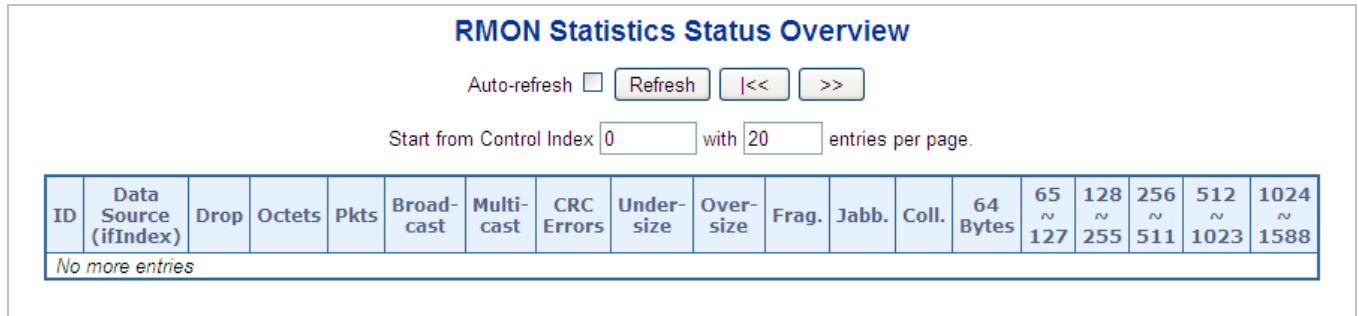 RMON Statistics Status Overview
Auto-refresh Refresh |<< >>
Start from Control Index 0 with 20 entries per page.
ID Data Source (ifIndex) Drop Octets Pkts Broad-cast Multi-cast CRC Errors Under-size Over-size Frag. Jabb. Coll. 64 Bytes 65 ~ 127 128 ~ 255 256 ~ 511 512 ~ 1023 1024 ~ 1588
No more entries